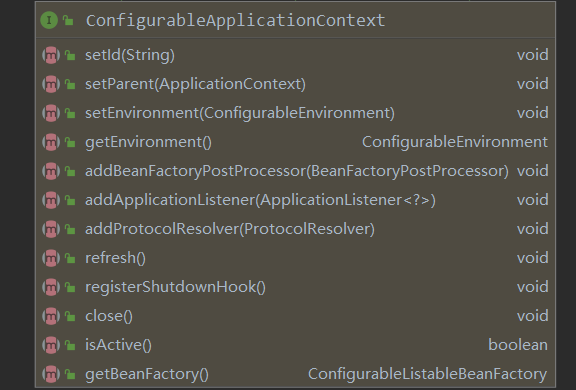 I ConfigurableApplicationContext
m setId(String) void
m setParent(ApplicationContext) void
m setEnvironment(ConfigurableEnvironment) void
m getEnvironment() ConfigurableEnvironment
m addBeanFactoryPostProcessor(BeanFactoryPostProcessor) void
m addApplicationListener(ApplicationListener<?>) void
m addProtocolResolver(ProtocolResolver) void
m refresh() void
m registerShutdownHook() void
m close() void
m isActive() boolean
m getBeanFactory() ConfigurableListableBeanFactory